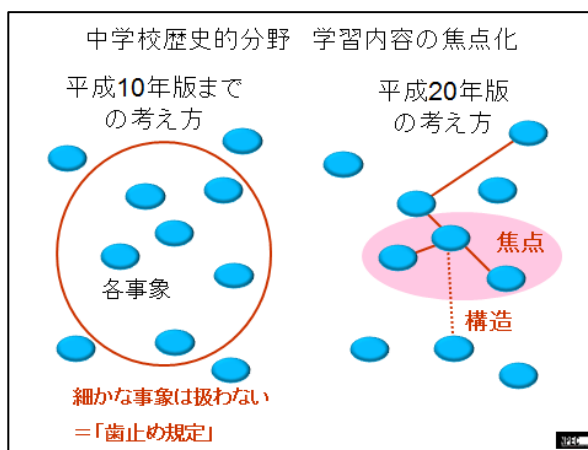 中学校歴史的分野 学習内容の焦点化
平成10年版まで
の考え方
各事象
細かな事象は扱わない
＝「歯止め規定」
平成20年版
の考え方
焦点
構造